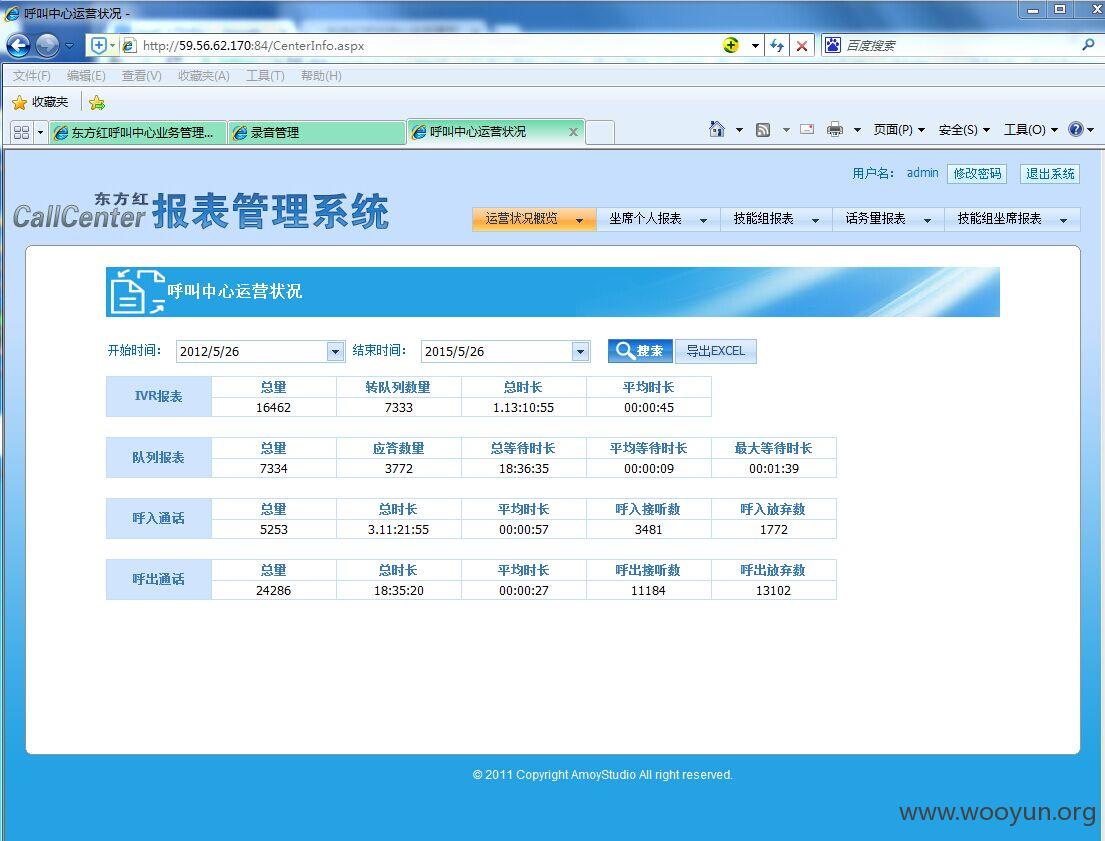 呼叫中心运营状况 -
http://59.56.62.170:84/CenterInfo.aspx
百度搜索
文件(F) 编辑(E) 查看(V) 收藏夹(A) 工具(T) 帮助(H)
收藏夹
东方红呼叫中心业务管理... 录音管理 呼叫中心运营状况 页面(P) 安全(S) 工具(O)
用户名: admin 修改密码 退出系统
东方红 CallCenter 报表管理系统
运营状况概览 坐席个人报表 技能组报表 话务量报表 技能组坐席报表
呼叫中心运营状况
开始时间: 2012/5/26 结束时间: 2015/5/26 搜索 导出EXCEL
IVR报表 总量 转队列数量 总时长 平均时长
16462 7333 1.13:10:55 00:00:45
队列报表 总量 应答数量 总等待时长 平均等待时长 最大等待时长
7334 3772 18:36:35 00:00:09 00:01:39
呼入通话 总量 总时长 平均时长 呼入接听数 呼入放弃数
5253 3.11:21:55 00:00:57 3481 1772
呼出通话 总量 总时长 平均时长 呼出接听数 呼出放弃数
24286 18:35:20 00:00:27 11184 13102
© 2011 Copyright AmoyStudio All right reserved.
www.wooyun.org